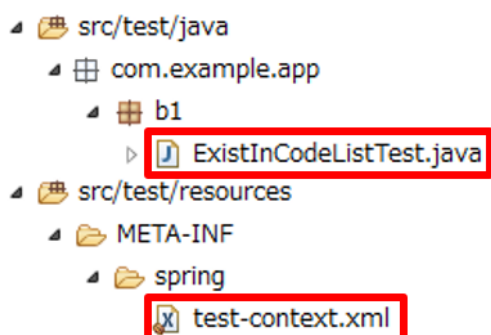 src/test/java
com.example.app
b1
ExistInCodeListTest.java
src/test/resources
META-INF
spring
test-context.xml